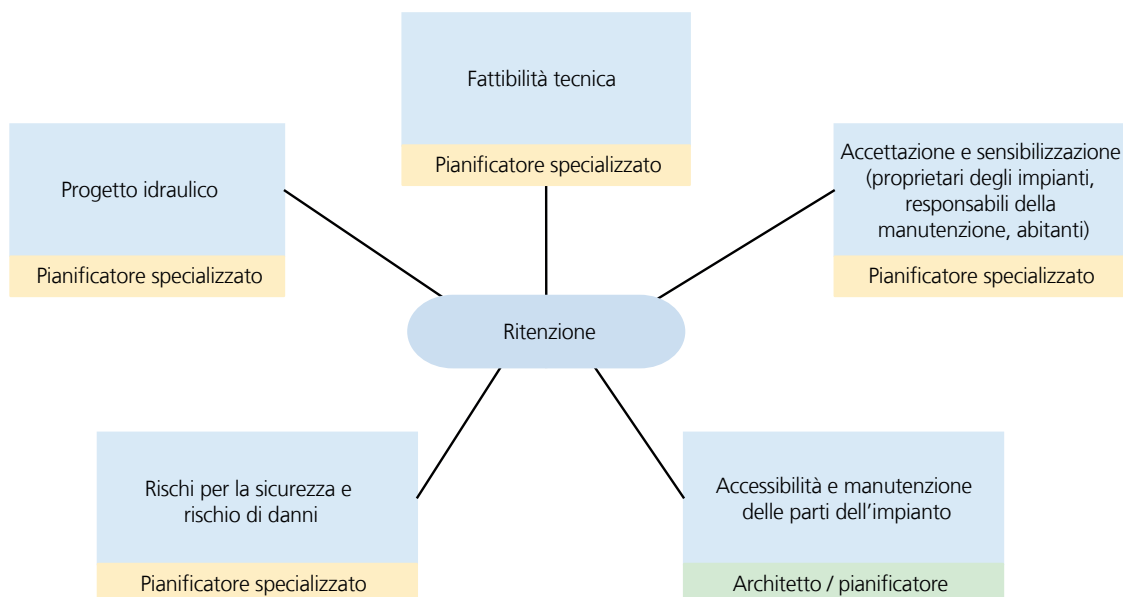 Fattibilità tecnica
Pianificatore specializzato
Progetto idraulico
Pianificatore specializzato
Accettazione e sensibilizzazione
(proprietari degli impianti,
responsabili della
manutenzione, abitanti)
Pianificatore specializzato
Ritenzione
Rischi per la sicurezza e
rischio di danni
Pianificatore specializzato
Accessibilità e manutenzione
delle parti dell’impianto
Architetto / pianificatore